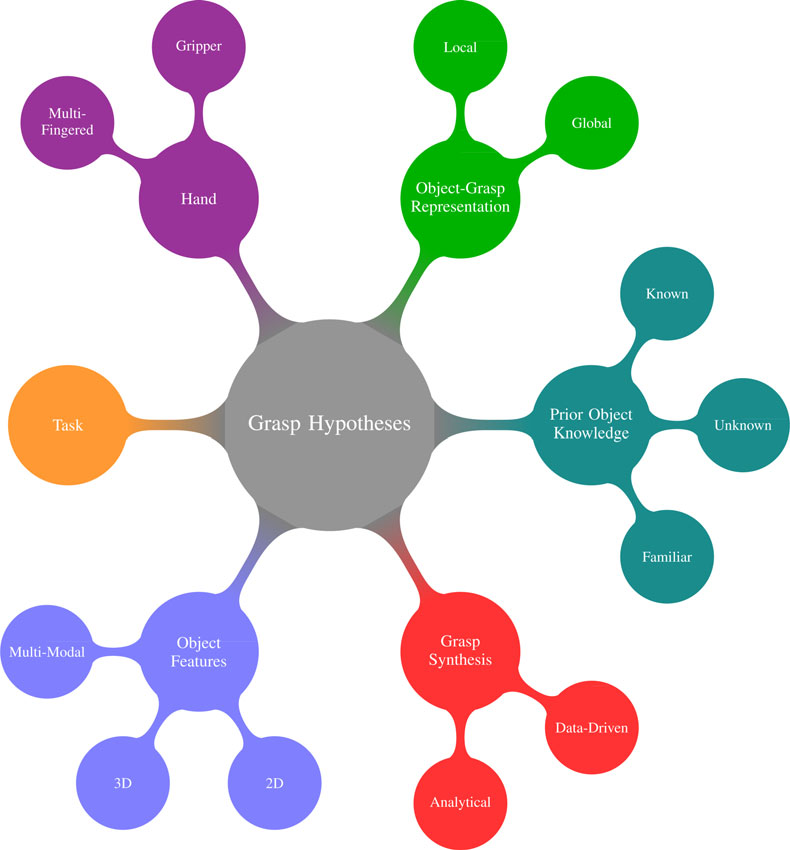 Gripper
Local
Multi-
Fingered
Global
Hand
Object-Grasp
Representation
Known
Grasp Hypotheses
Task
Prior Object
Knowledge
Unknown
Familiar
Multi-Modal
Object
Features
Grasp
Synthesis
Data-Driven
3D
2D
Analytical